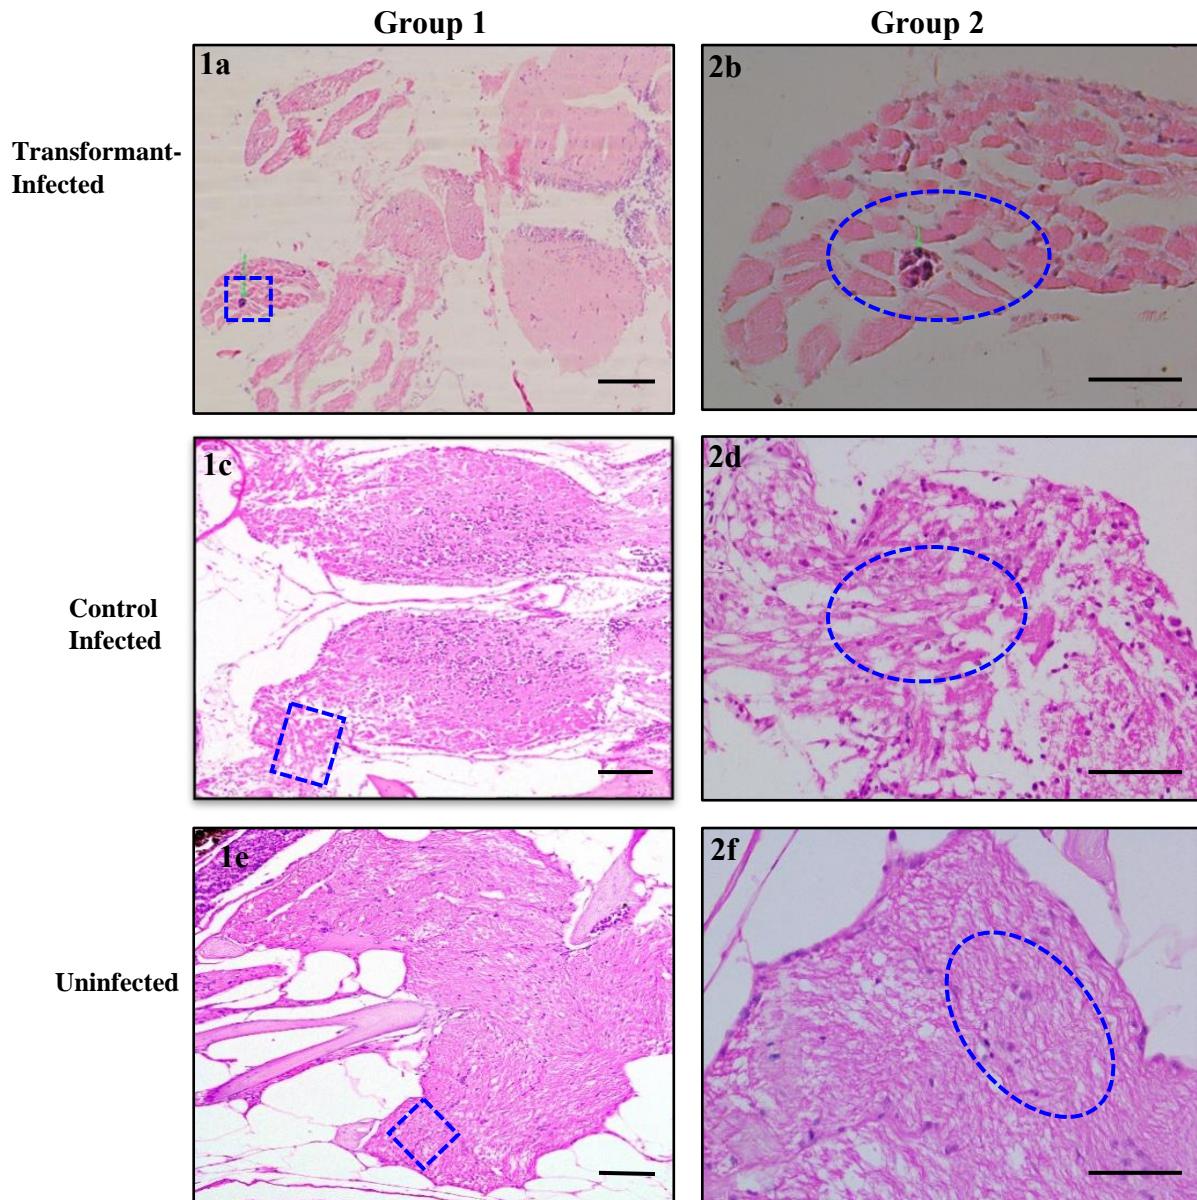 Group 1
Group 2
1a
2b
Transformant-
Infected
1c
2d
Control
Infected
1e
2f
Uninfected